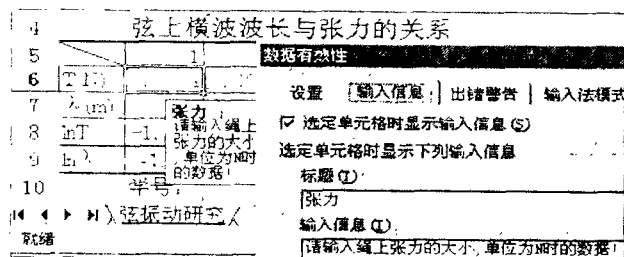 4 弦上横波波长与张力的关系
5 1
6 T(N)
7 λ(m)
8 lnT -1.
9 lnλ -1.
10 学号:
张力
请输入绳上
张力的大小
,单位为N时
的数据!
弦振动研究
就绪
数据有效性
设置 输入信息 出错警告 输入法模式
选定单元格时显示输入信息(S)
选定单元格时显示下列输入信息
标题(T):
张力
输入信息(I):
请输入绳上张力的大小,单位为N时的数据!